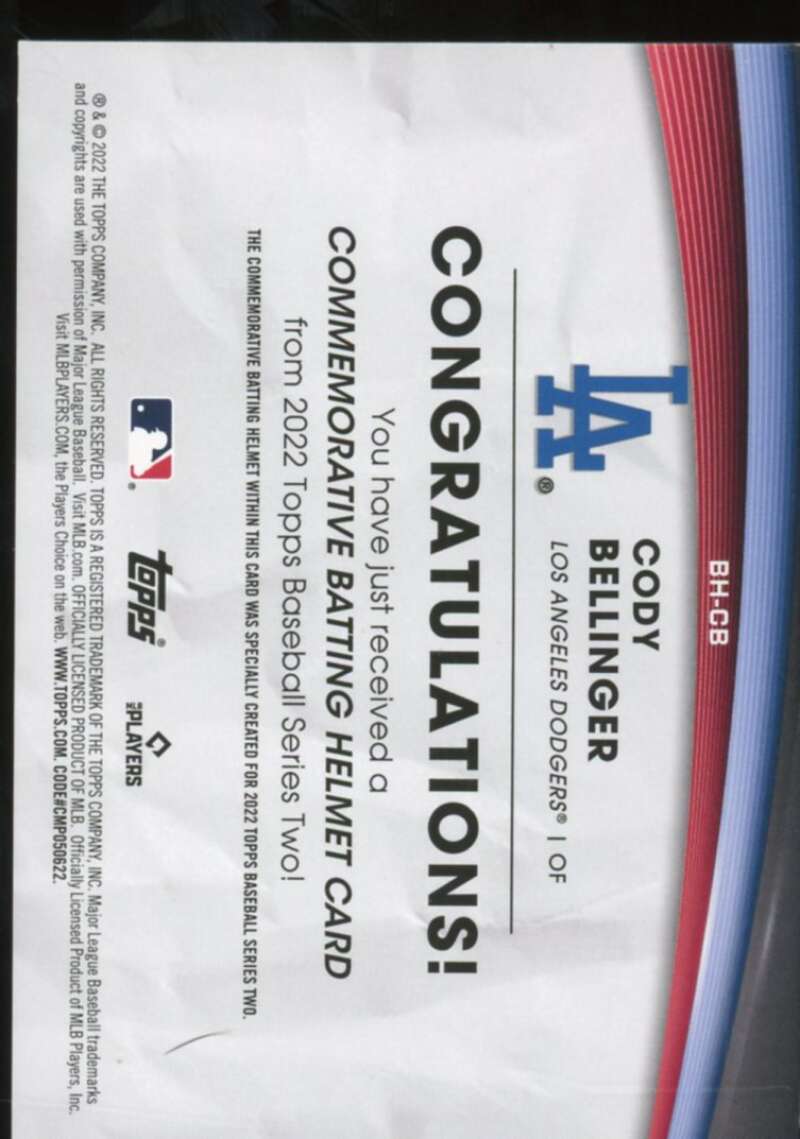 BH-CB
LA®
CODY
BELLINGER
LOS ANGELES DODGERS® | OF
CONGRATULATIONS!
You have just received a
COMMEMORATIVE BATTING HELMET CARD
from 2022 Topps Baseball Series Two!
THE COMMEMORATIVE BATTING HELMET WITHIN THIS CARD WAS SPECIALLY CREATED FOR 2022 TOPPS BASEBALL SERIES TWO.
topps®
MLB PLAYERS
® & © 2022 THE TOPPS COMPANY, INC. ALL RIGHTS RESERVED. TOPPS IS A REGISTERED TRADEMARK OF THE TOPPS COMPANY, INC. Major League Baseball trademarks
and copyrights are used with permission of Major League Baseball. Visit MLB.com. OFFICIALLY LICENSED PRODUCT OF MLB. Officially Licensed Product of MLB Players, Inc.
Visit MLBPLAYERS.COM, the Players Choice on the web. WWW.TOPPS.COM. CODE#CMP050622.